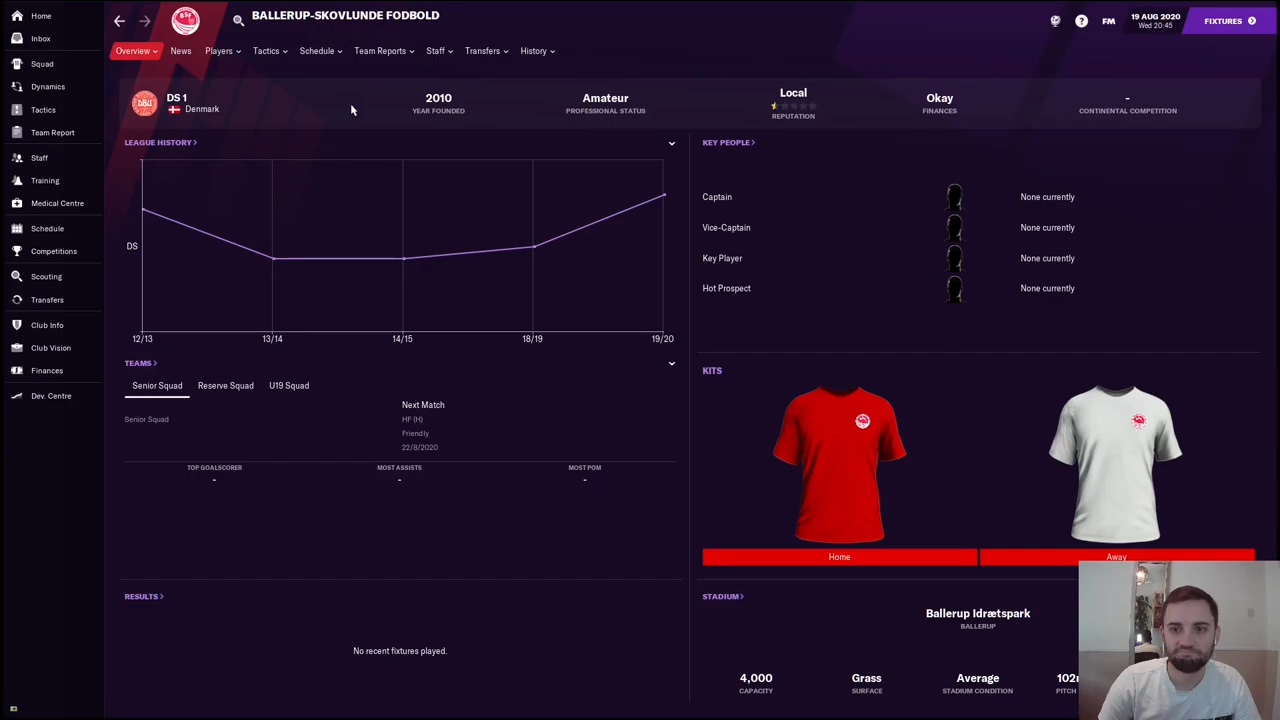 Home
Inbox
Squad
Dynamics
Tactics
Team Report
Staff
Training
Medical Centre
Schedule
Competitions
Scouting
Transfers
Club Info
Club Vision
Finances
Dev. Centre
BALLERUP-SKOVLUNDE FODBOLD
FM
19 AUG 2020
Wed 20:45
FIXTURES
Overview News Players Tactics Schedule Team Reports Staff Transfers History
DS 1
Denmark
2010
YEAR FOUNDED
Amateur
PROFESSIONAL STATUS
Local
REPUTATION
Okay
FINANCES
-
CONTINENTAL COMPETITION
LEAGUE HISTORY
DS
12/13 13/14 14/15 18/19 19/20
TEAMS
Senior Squad Reserve Squad U19 Squad
Next Match
Senior Squad HF (H)
Friendly
22/8/2020
TOP GOALSCORER MOST ASSISTS MOST POM
- - -
RESULTS
No recent fixtures played.
KEY PEOPLE
Captain None currently
Vice-Captain None currently
Key Player None currently
Hot Prospect None currently
KITS
Home Away
STADIUM
Ballerup Idrætspark
BALLERUP
4,000
CAPACITY
Grass
SURFACE
Average
STADIUM CONDITION
PITCH